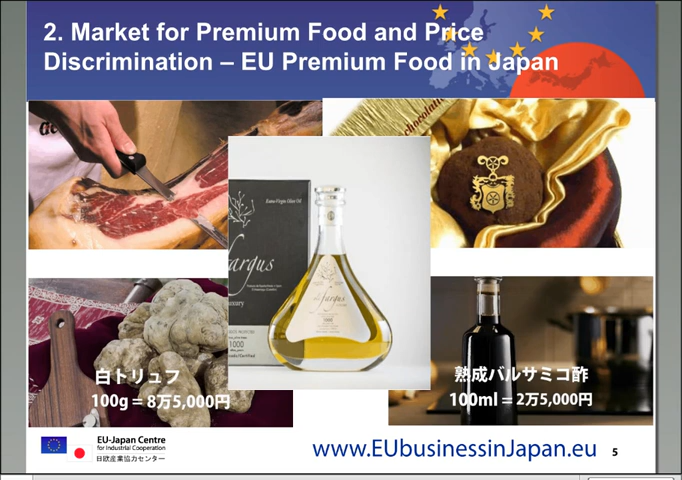 2. Market for Premium Food and Price
Discrimination – EU Premium Food in Japan
chocolate
Extra Virgin Olive Oil
fargus
1000
白トリュフ
100g = 8万5,000円
熟成バルサミコ酢
100ml = 2万5,000円
EU-Japan Centre
for Industrial Cooperation
日欧産業協力センター
www.EUbusinessinJapan.eu
5